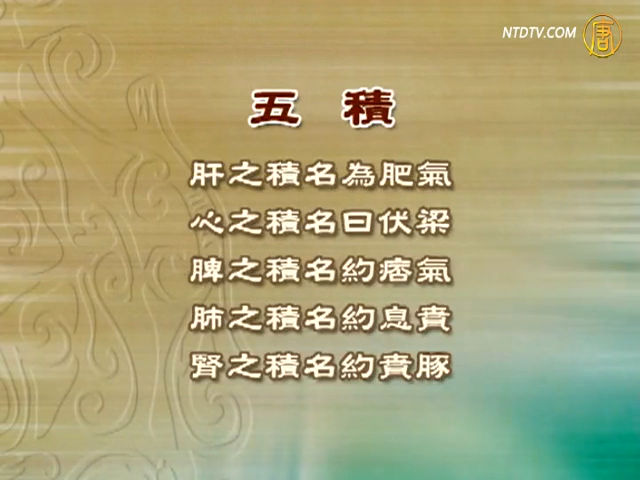 NTDTV.COM 唐
五 積
肝之積名為肥氣
心之積名曰伏梁
脾之積名約痞氣
肺之積名約息賁
腎之積名約賁豚